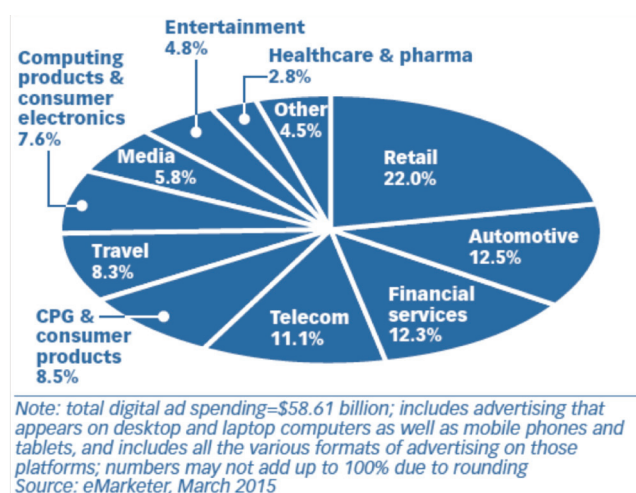 Entertainment
4.8%
Healthcare & pharma
2.8%
Computing
products &
consumer
electronics
7.6%
Other
4.5%
Media
5.8%
Retail
22.0%
Automotive
12.5%
Travel
8.3%
Financial
services
12.3%
Telecom
11.1%
CPG &
consumer
products
8.5%
Note: total digital ad spending=$58.61 billion; includes advertising that
appears on desktop and laptop computers as well as mobile phones and
tablets, and includes all the various formats of advertising on those
platforms; numbers may not add up to 100% due to rounding
Source: eMarketer, March 2015